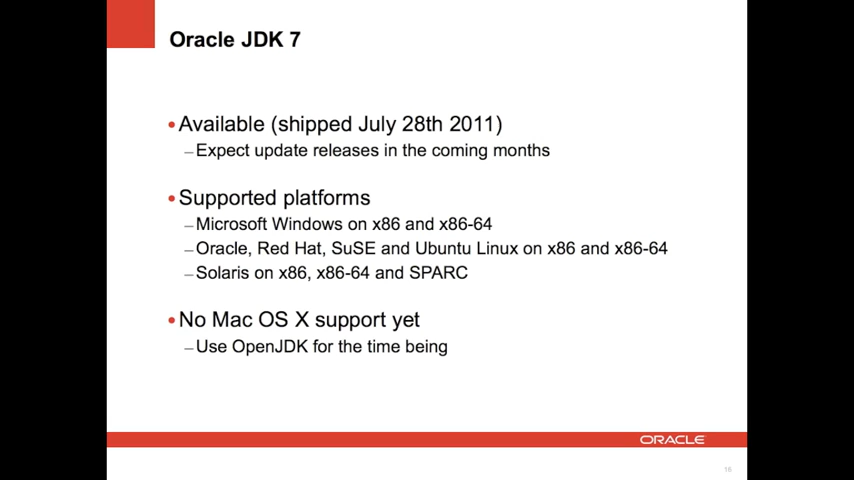 Oracle JDK 7
•Available (shipped July 28th 2011)
–Expect update releases in the coming months
•Supported platforms
–Microsoft Windows on x86 and x86-64
–Oracle, Red Hat, SuSE and Ubuntu Linux on x86 and x86-64
–Solaris on x86, x86-64 and SPARC
•No Mac OS X support yet
–Use OpenJDK for the time being
ORACLE